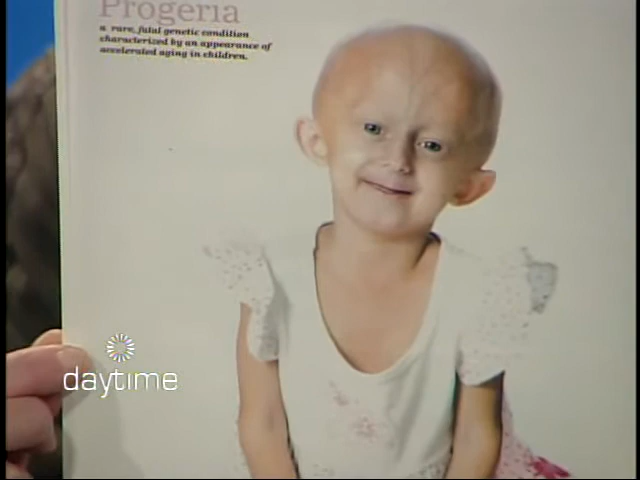 Progeria
a rare, fatal genetic condition
characterized by an appearance of
accelerated aging in children.
daytime